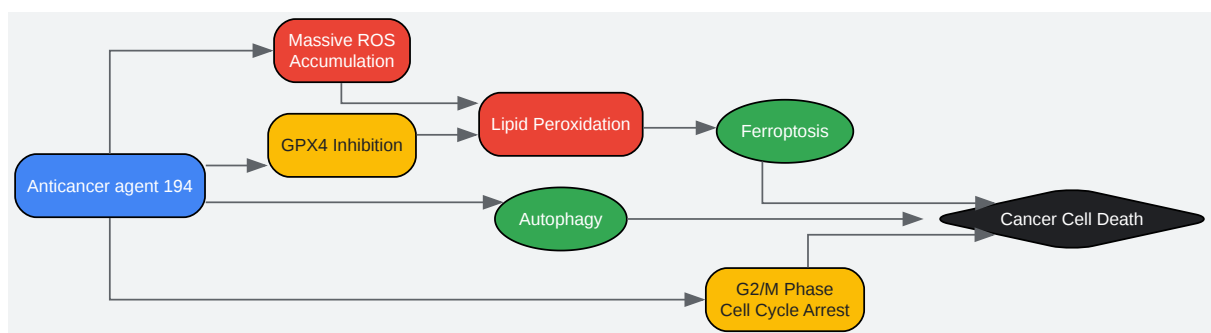 Massive ROS
Accumulation
GPX4 Inhibition
Lipid Peroxidation
Ferroptosis
Anticancer agent 194
Autophagy
Cancer Cell Death
G2/M Phase
Cell Cycle Arrest